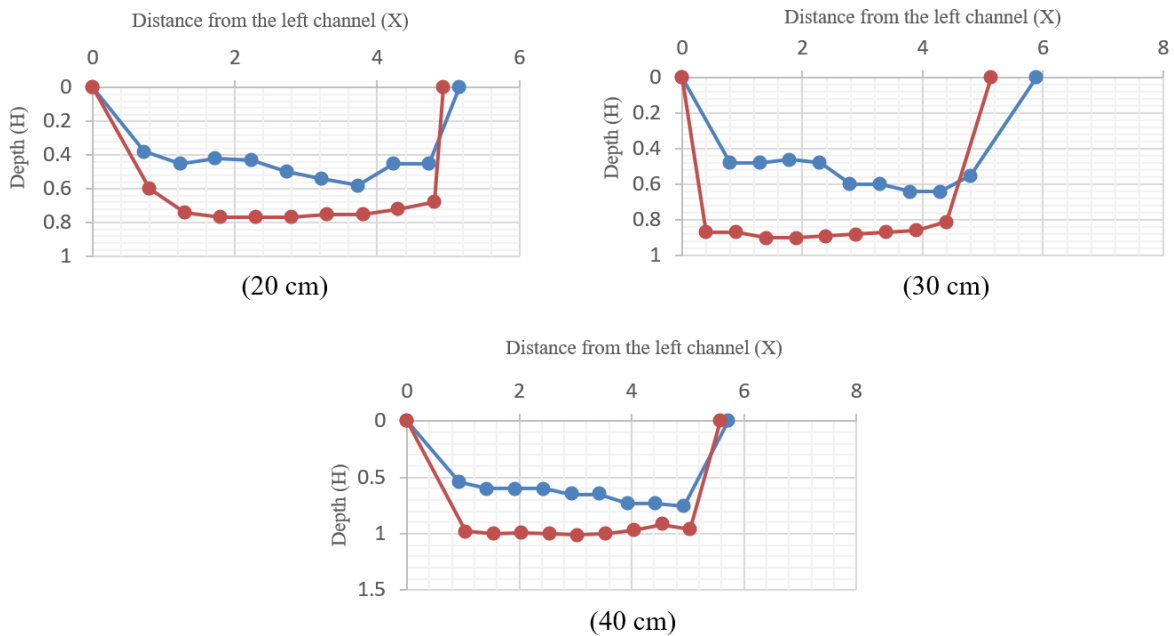 Distance from the left channel (X)
0 2 4 6
0
0.2
0.4
0.6
0.8
1
Depth (H)
(20 cm)
Distance from the left channel (X)
0 2 4 6 8
0
0.2
0.4
0.6
0.8
1
Depth (H)
(30 cm)
Distance from the left channel (X)
0 2 4 6 8
0
0.5
1
1.5
Depth (H)
(40 cm)